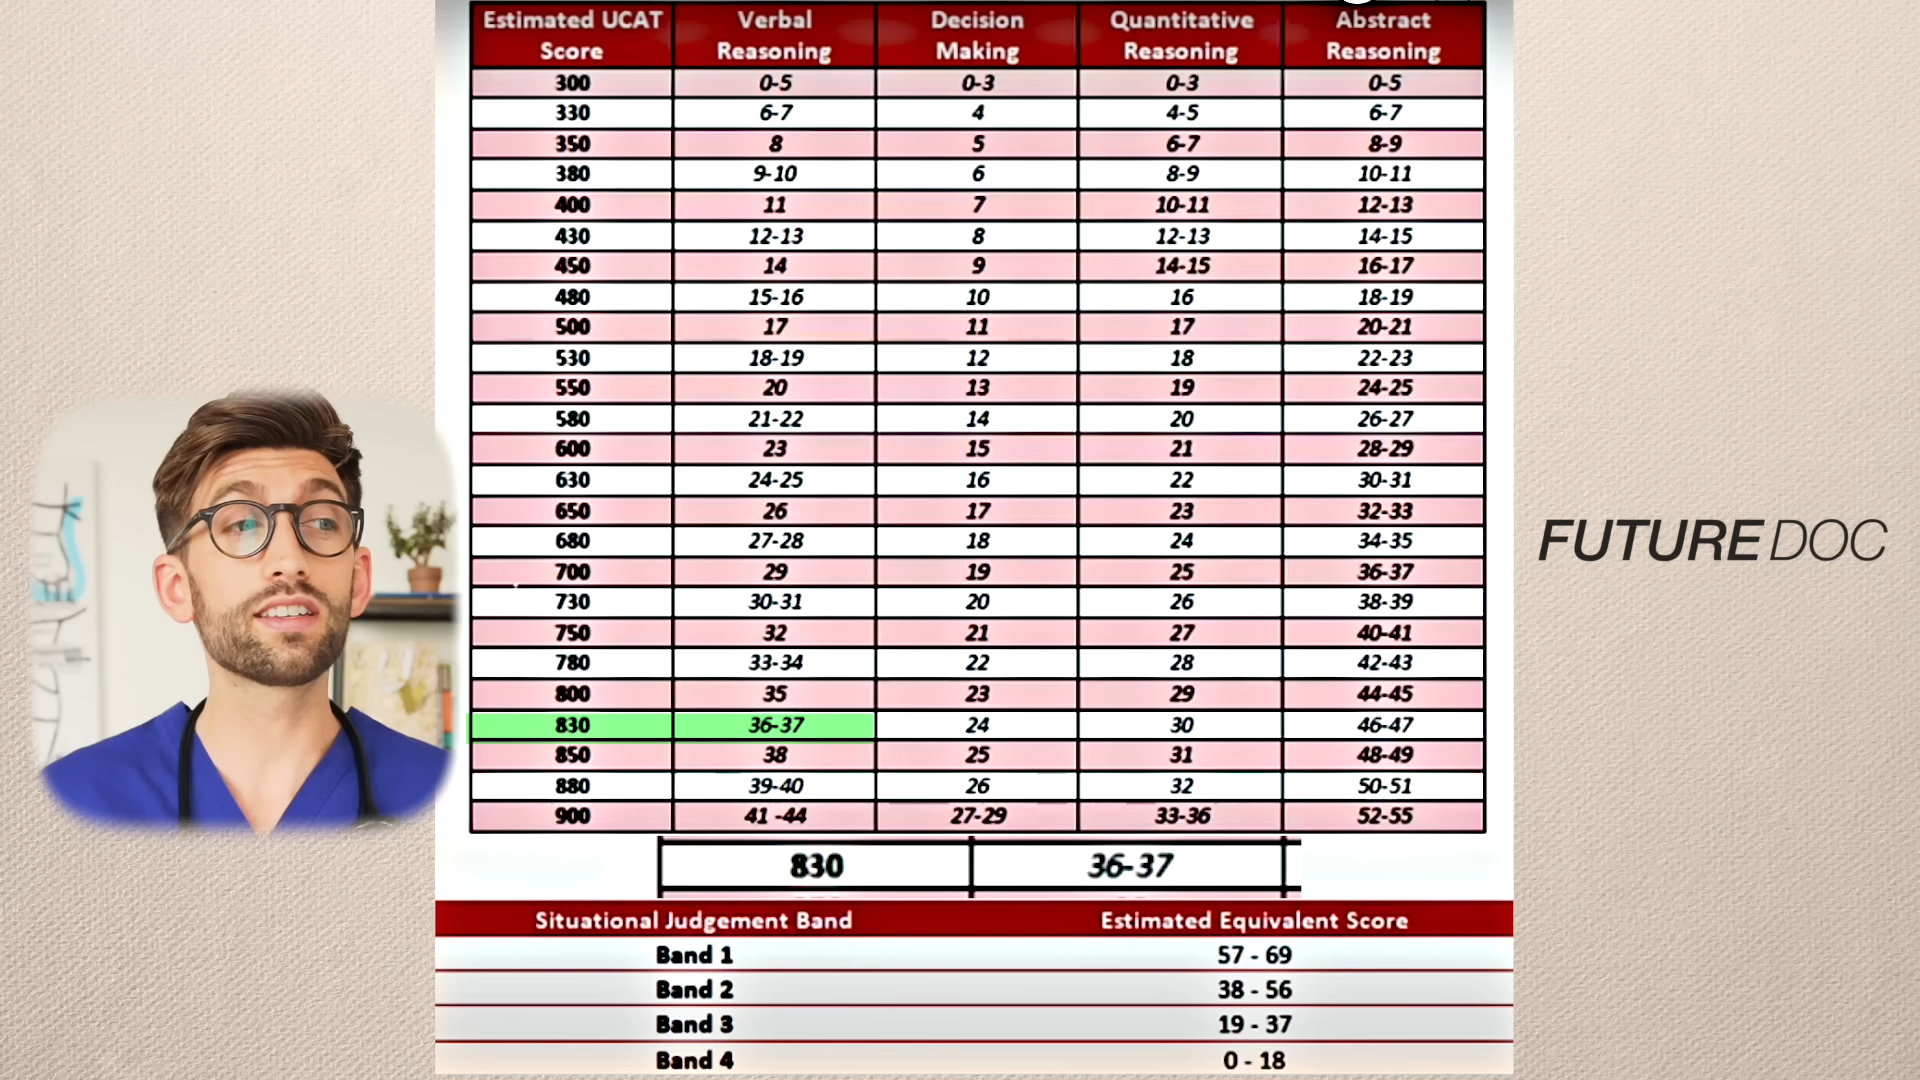 Estimated UCAT Score Verbal Reasoning Decision Making Quantitative Reasoning Abstract Reasoning
300 0-5 0-3 0-3 0-5
330 6-7 4 4-5 6-7
350 8 5 6-7 8-9
380 9-10 6 8-9 10-11
400 11 7 10-11 12-13
430 12-13 8 12-13 14-15
450 14 9 14-15 16-17
480 15-16 10 16 18-19
500 17 11 17 20-21
530 18-19 12 18 22-23
550 20 13 19 24-25
580 21-22 14 20 26-27
600 23 15 21 28-29
630 24-25 16 22 30-31
650 26 17 23 32-33
680 27-28 18 24 34-35
700 29 19 25 36-37
730 30-31 20 26 38-39
750 32 21 27 40-41
780 33-34 22 28 42-43
800 35 23 29 44-45
830 36-37 24 30 46-47
850 38 25 31 48-49
880 39-40 26 32 50-51
900 41 -44 27-29 33-36 52-55
830 36-37
Situational Judgement Band Estimated Equivalent Score
Band 1 57 - 69
Band 2 38 - 56
Band 3 19 - 37
Band 4 0 - 18
FUTURE DOC